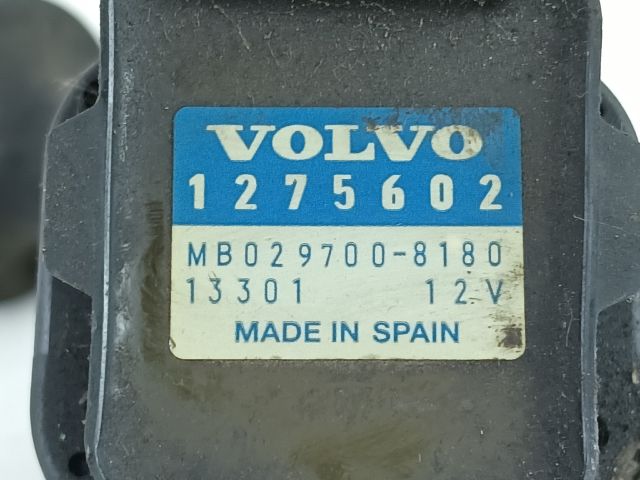 VOLVO
1275602
MB029700-8180
13301 12V
MADE IN SPAIN